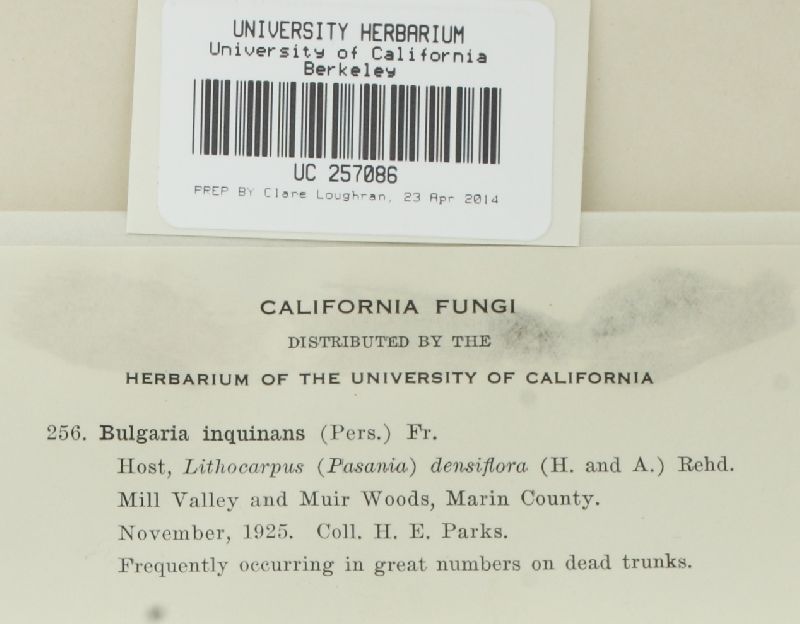 UNIVERSITY HERBARIUM
University of California
Berkeley
UC 257086
PREP BY Clare Loughran, 23 Apr 2014
CALIFORNIA FUNGI
DISTRIBUTED BY THE
HERBARIUM OF THE UNIVERSITY OF CALIFORNIA
256. Bulgaria inquinans (Pers.) Fr.
Host, Lithocarpus (Pasania) densiflora (H. and A.) Rehd.
Mill Valley and Muir Woods, Marin County.
November, 1925. Coll. H. E. Parks.
Frequently occurring in great numbers on dead trunks.